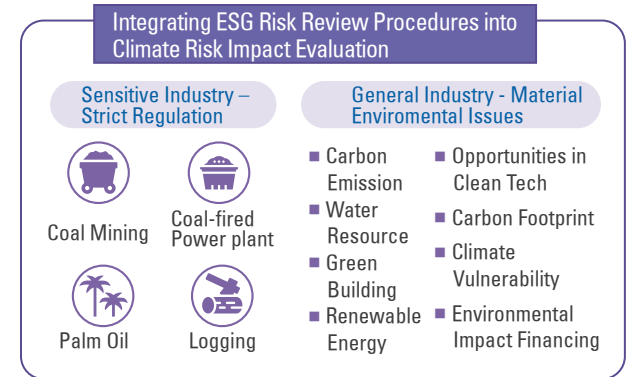 Integrating ESG Risk Review Procedures into
Climate Risk Impact Evaluation
Sensitive Industry –
Strict Regulation
Coal Mining
Coal-fired
Power plant
Palm Oil
Logging
General Industry - Material
Enviromental Issues
■ Carbon
Emission
■ Water
Resource
■ Green
Building
■ Renewable
Energy
■ Opportunities in
Clean Tech
■ Carbon Footprint
■ Climate
Vulnerability
■ Environmental
Impact Financing